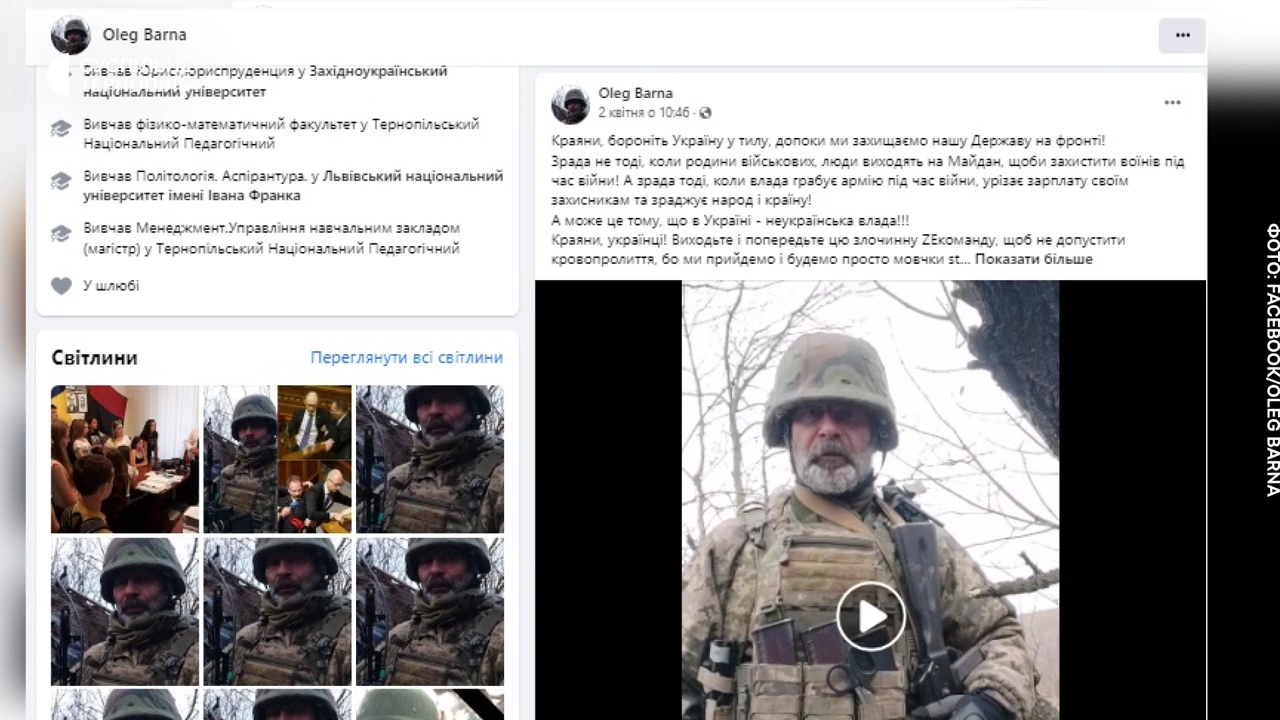 Oleg Barna
Вивчав Юрист,юриспруденция у Західноукраїнський
національний університет
Вивчав фізико-математичний факультет у Тернопільський
Національний Педагогічний
Вивчав Політологія. Аспірантура. у Львівський національний
університет імені Івана Франка
Вивчав Менеджмент.Управління навчальним закладом
(магістр) у Тернопільський Національний Педагогічний
У шлюбі
Світлини
Переглянути всі світлини
Oleg Barna
2 квітня о 10:46 ·
Краяни, бороніть Україну у тилу, допоки ми захищаємо нашу Державу на фронті!
Зрада не тоді, коли родини військових, люди виходять на Майдан, щоби захистити воїнів під
час війни! А зрада тоді, коли влада грабує армію під час війни, урізає зарплату своїм
захисникам та зраджує народ і країну!
А може це тому, що в Україні - неукраїнська влада!!!
Краяни, українці! Виходьте і попередьте цю злочинну ZEкоманду, щоб не допустити
кровопролиття, бо ми прийдемо і будемо просто мовчки st... Показати більше
ФОТО: FACEBOOK/OLEG BARNA